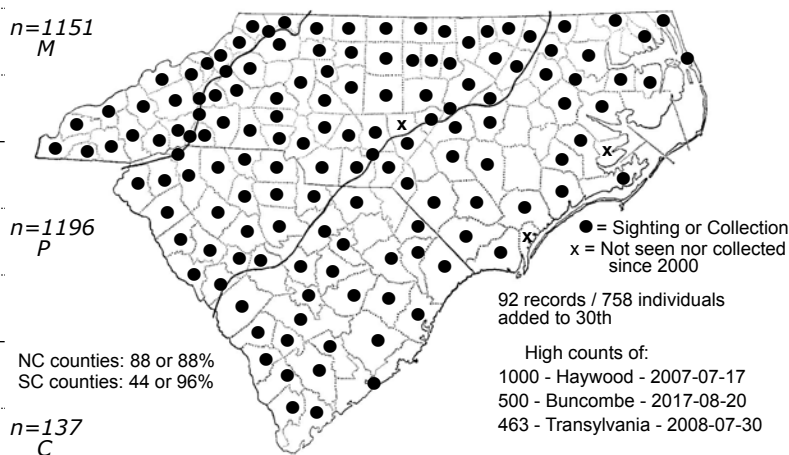 n=1151
M
n=1196
P
n=137
C
x
x
x
● = Sighting or Collection
x = Not seen nor collected
since 2000
92 records / 758 individuals
added to 30th
NC counties: 88 or 88%
SC counties: 44 or 96%
High counts of:
1000 - Haywood - 2007-07-17
500 - Buncombe - 2017-08-20
463 - Transylvania - 2008-07-30